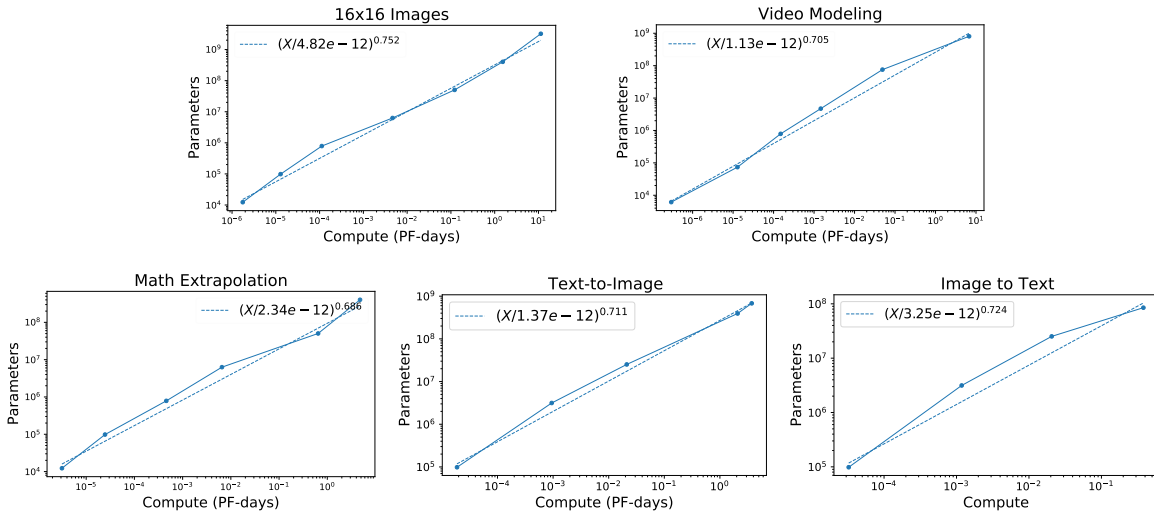 16x16 Images
(X/4.82e − 12)^0.752
Parameters
10^9
10^8
10^7
10^6
10^5
10^4
10^−6 10^−5 10^−4 10^−3 10^−2 10^−1 10^0 10^1
Compute (PF-days)
Video Modeling
(X/1.13e − 12)^0.705
Parameters
10^9
10^8
10^7
10^6
10^5
10^4
10^−6 10^−5 10^−4 10^−3 10^−2 10^−1 10^0 10^1
Compute (PF-days)
Math Extrapolation
(X/2.34e − 12)^0.686
Parameters
10^8
10^7
10^6
10^5
10^4
10^−5 10^−4 10^−3 10^−2 10^−1 10^0
Compute (PF-days)
Text-to-Image
(X/1.37e − 12)^0.711
Parameters
10^9
10^8
10^7
10^6
10^5
10^−4 10^−3 10^−2 10^−1 10^0
Compute (PF-days)
Image to Text
(X/3.25e − 12)^0.724
Parameters
10^8
10^7
10^6
10^5
10^−4 10^−3 10^−2 10^−1
Compute